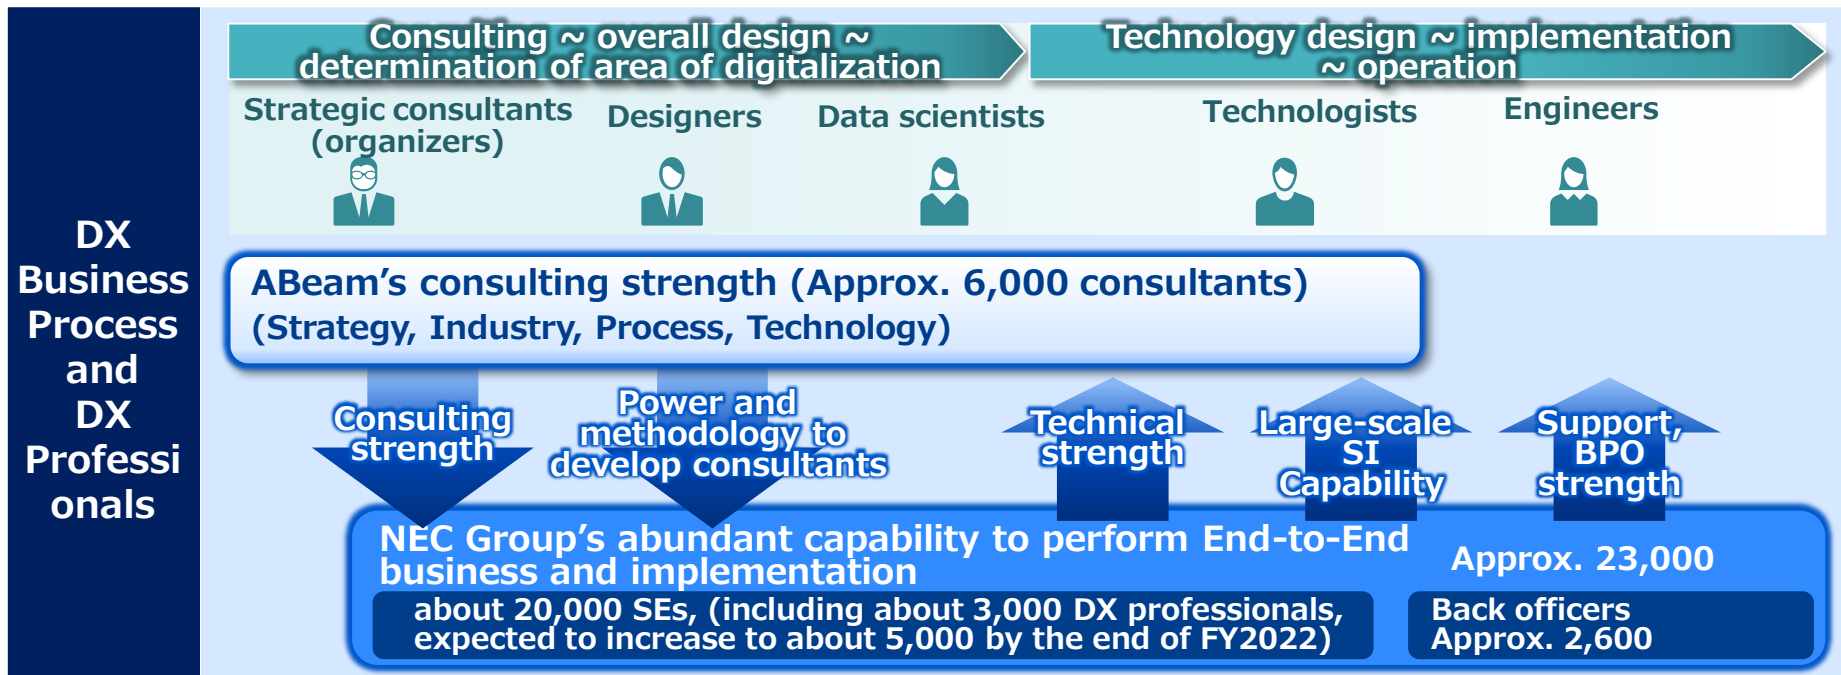 DX
Business
Process
and
DX
Professi
onals
Consulting ~ overall design ~
determination of area of digitalization
Technology design ~ implementation
~ operation
Strategic consultants
(organizers)
Designers
Data scientists
Technologists
Engineers
ABeam’s consulting strength (Approx. 6,000 consultants)
(Strategy, Industry, Process, Technology)
Consulting
strength
Power and
methodology to
develop consultants
Technical
strength
Large-scale
SI
Capability
Support,
BPO
strength
NEC Group’s abundant capability to perform End-to-End
business and implementation
Approx. 23,000
about 20,000 SEs, (including about 3,000 DX professionals,
expected to increase to about 5,000 by the end of FY2022)
Back officers
Approx. 2,600